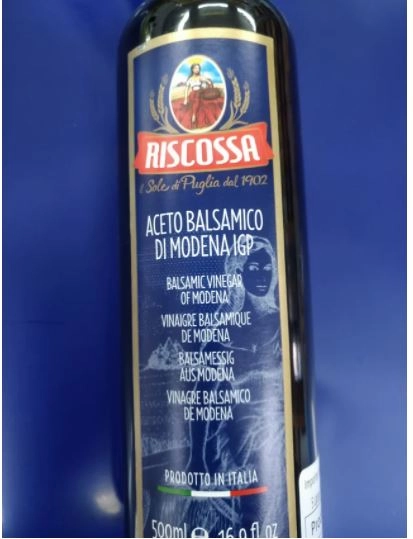 RISCOSSA
il Sole di Puglia dal 1902
ACETO BALSAMICO
DI MODENA IGP
BALSAMIC VINEGAR
OF MODENA
VINAIGRE BALSAMIQUE
DE MODENA
BALSAMESSIG
AUS MODENA
VINAGRE BALSAMICO
DE MODENA
PRODOTTO IN ITALIA
500ml e 16.9 fl oz